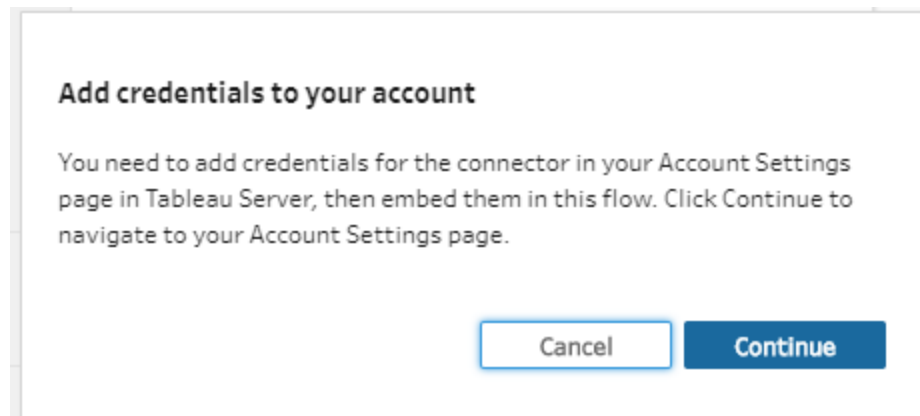 Add credentials to your account
You need to add credentials for the connector in your Account Settings
page in Tableau Server, then embed them in this flow. Click Continue to
navigate to your Account Settings page.
Cancel
Continue